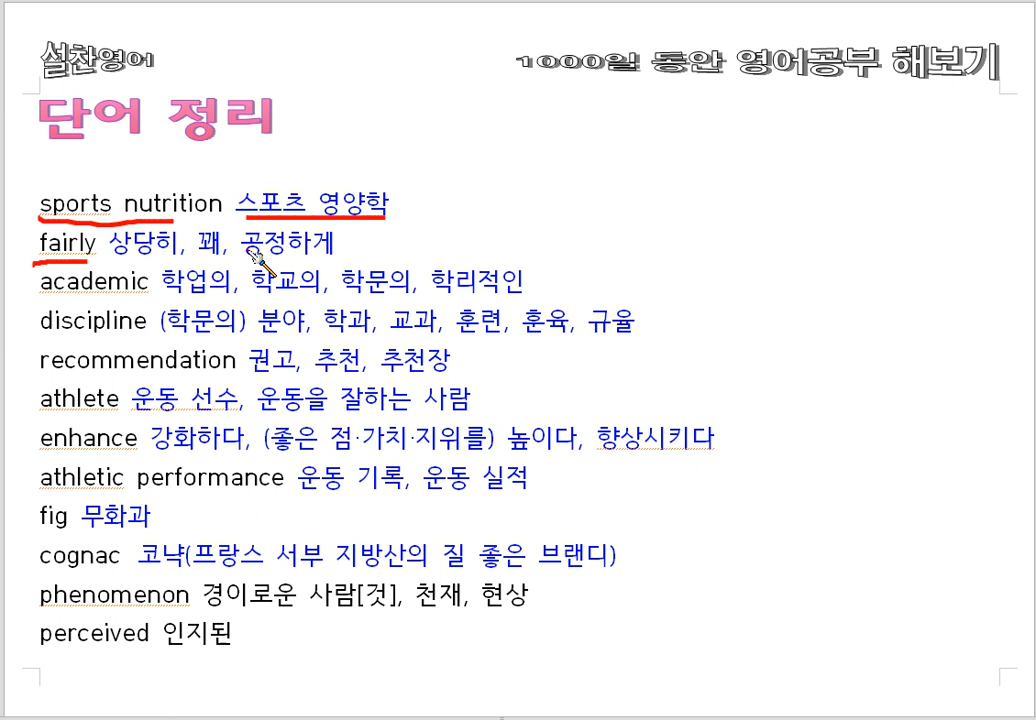 설찬영어
1000일 동안 영어공부 해보기
단어 정리
sports nutrition 스포츠 영양학
fairly 상당히, 꽤, 공정하게
academic 학업의, 학교의, 학문의, 학리적인
discipline (학문의) 분야, 학과, 교과, 훈련, 훈육, 규율
recommendation 권고, 추천, 추천장
athlete 운동 선수, 운동을 잘하는 사람
enhance 강화하다, (좋은 점·가치·지위를) 높이다, 향상시키다
athletic performance 운동 기록, 운동 실적
fig 무화과
cognac 코냑(프랑스 서부 지방산의 질 좋은 브랜디)
phenomenon 경이로운 사람[것], 천재, 현상
perceived 인지된